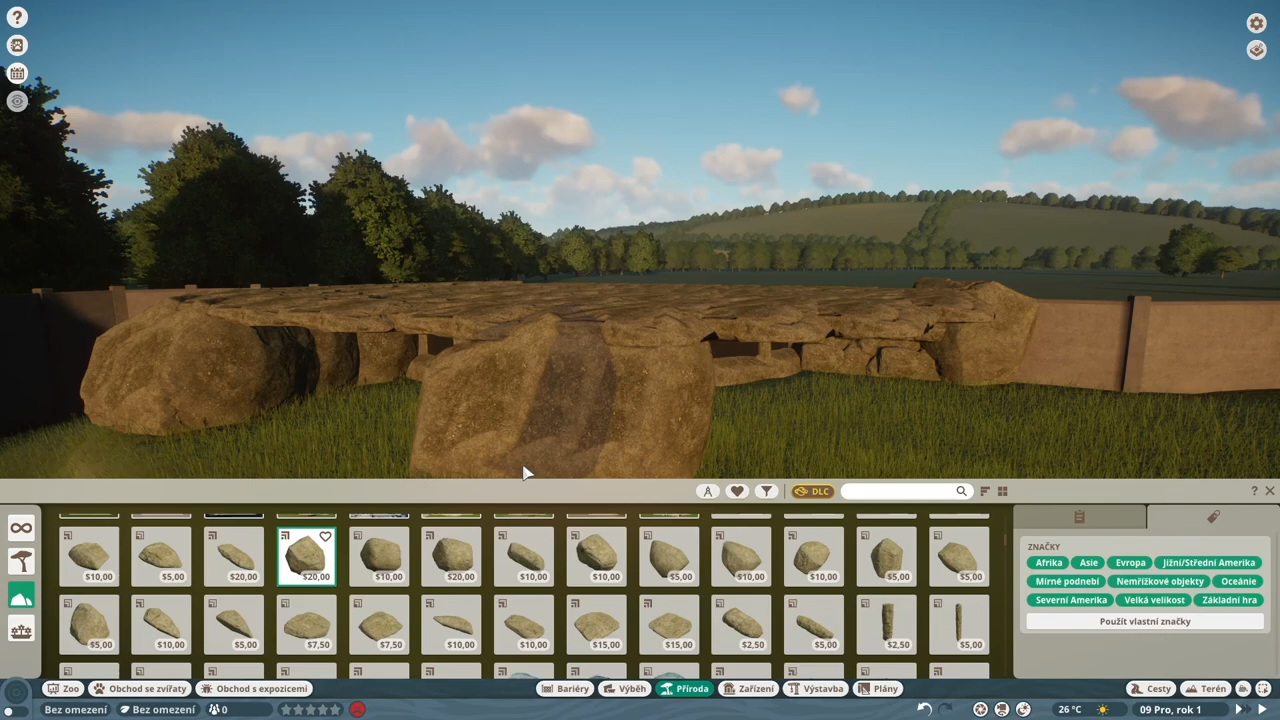 ?
DLC
?
$10,00 $5,00 $20,00 $20,00 $10,00 $20,00 $10,00 $10,00 $5,00 $10,00 $10,00 $5,00 $5,00
$5,00 $10,00 $5,00 $7,50 $7,50 $10,00 $10,00 $15,00 $15,00 $2,50 $5,00 $2,50 $5,00
ZNAČKY
Afrika Asie Evropa Jižní/Střední Amerika
Mírné podnebí Nemřížkové objekty Oceánie
Severní Amerika Velká velikost Základní hra
Použít vlastní značky
Zoo Obchod se zvířaty Obchod s expozicemi Bariéry Výběh Příroda Zařízení Výstavba Plány Cesty Terén
Bez omezení Bez omezení 0 26 °C 09 Pro, rok 1